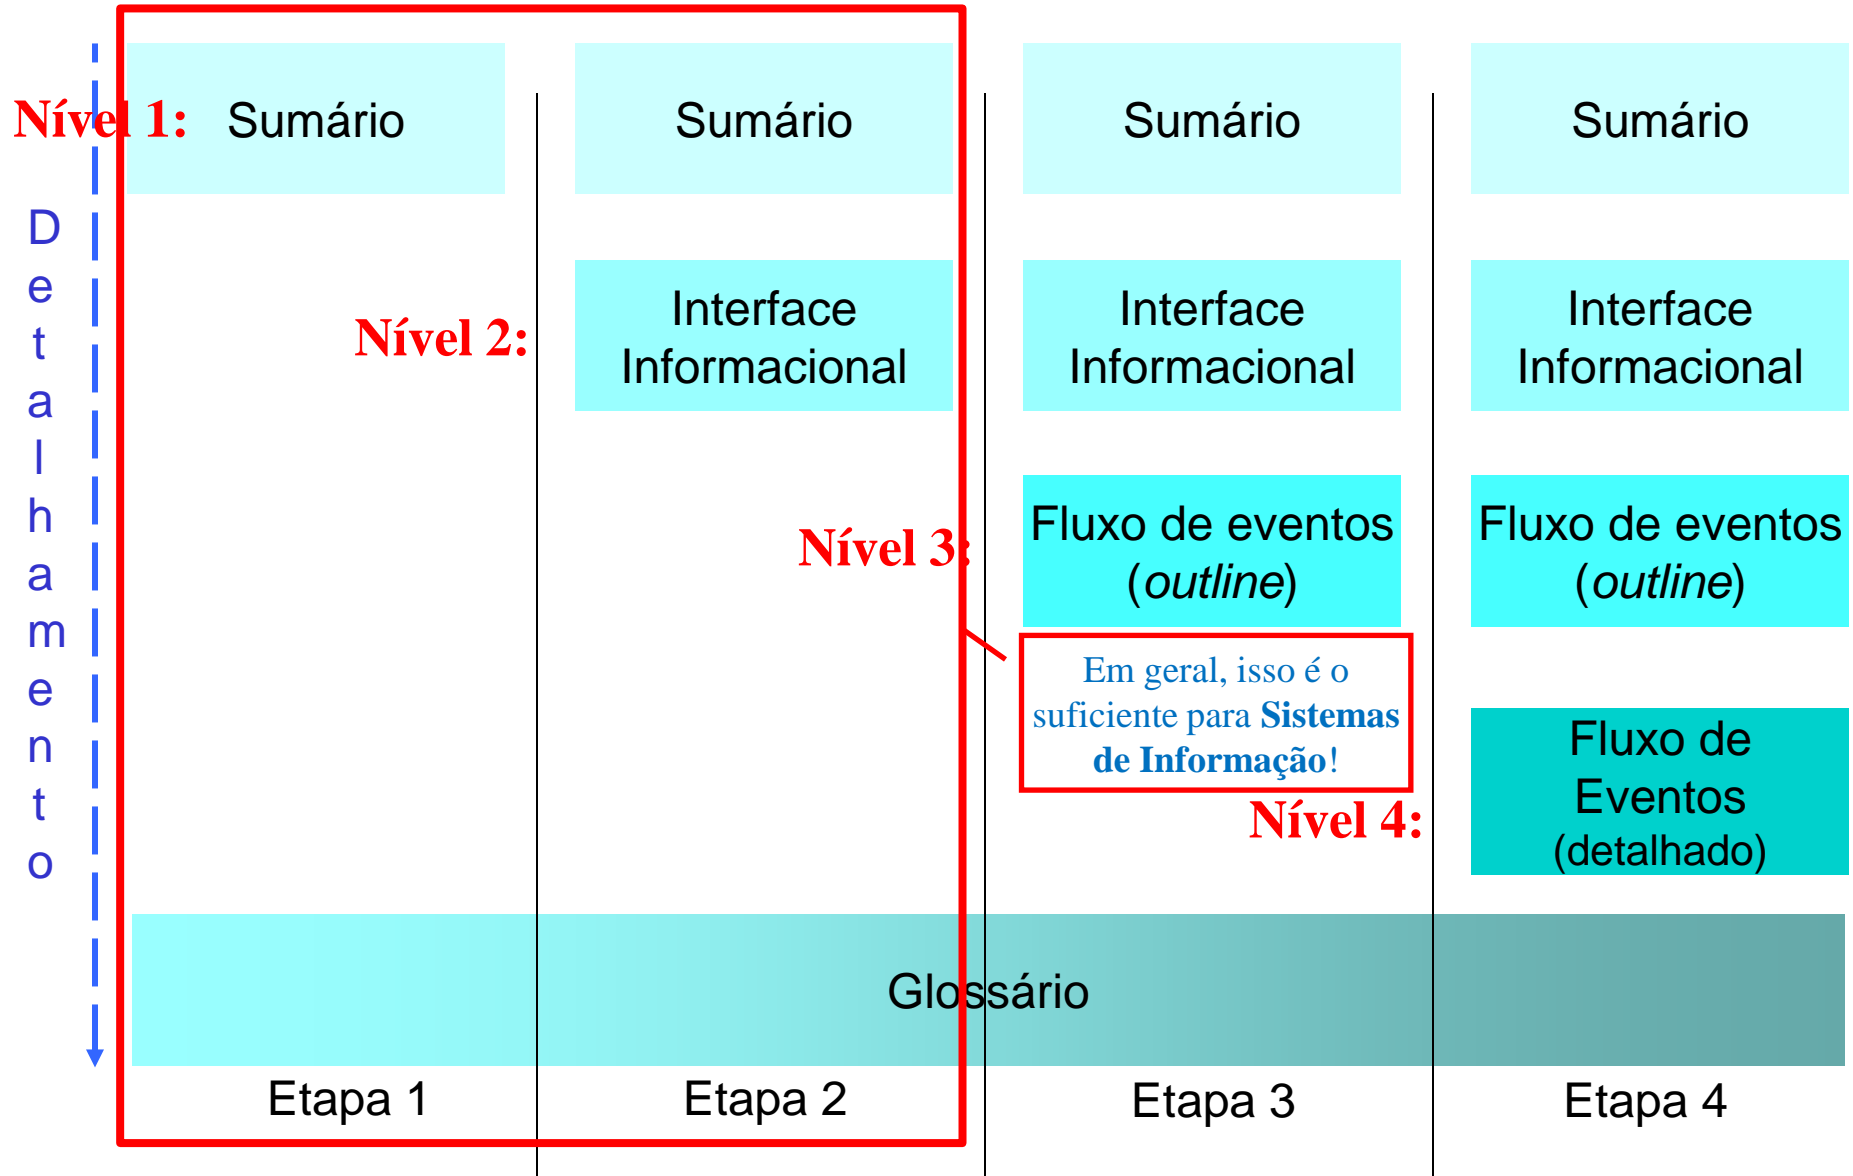 Nível 1:
Sumário
Sumário
Sumário
Sumário
Detalhamento
Nível 2:
Interface
Informacional
Interface
Informacional
Interface
Informacional
Nível 3:
Fluxo de eventos
(outline)
Fluxo de eventos
(outline)
Em geral, isso é o
suficiente para Sistemas
de Informação!
Nível 4:
Fluxo de
Eventos
(detalhado)
Glossário
Etapa 1
Etapa 2
Etapa 3
Etapa 4